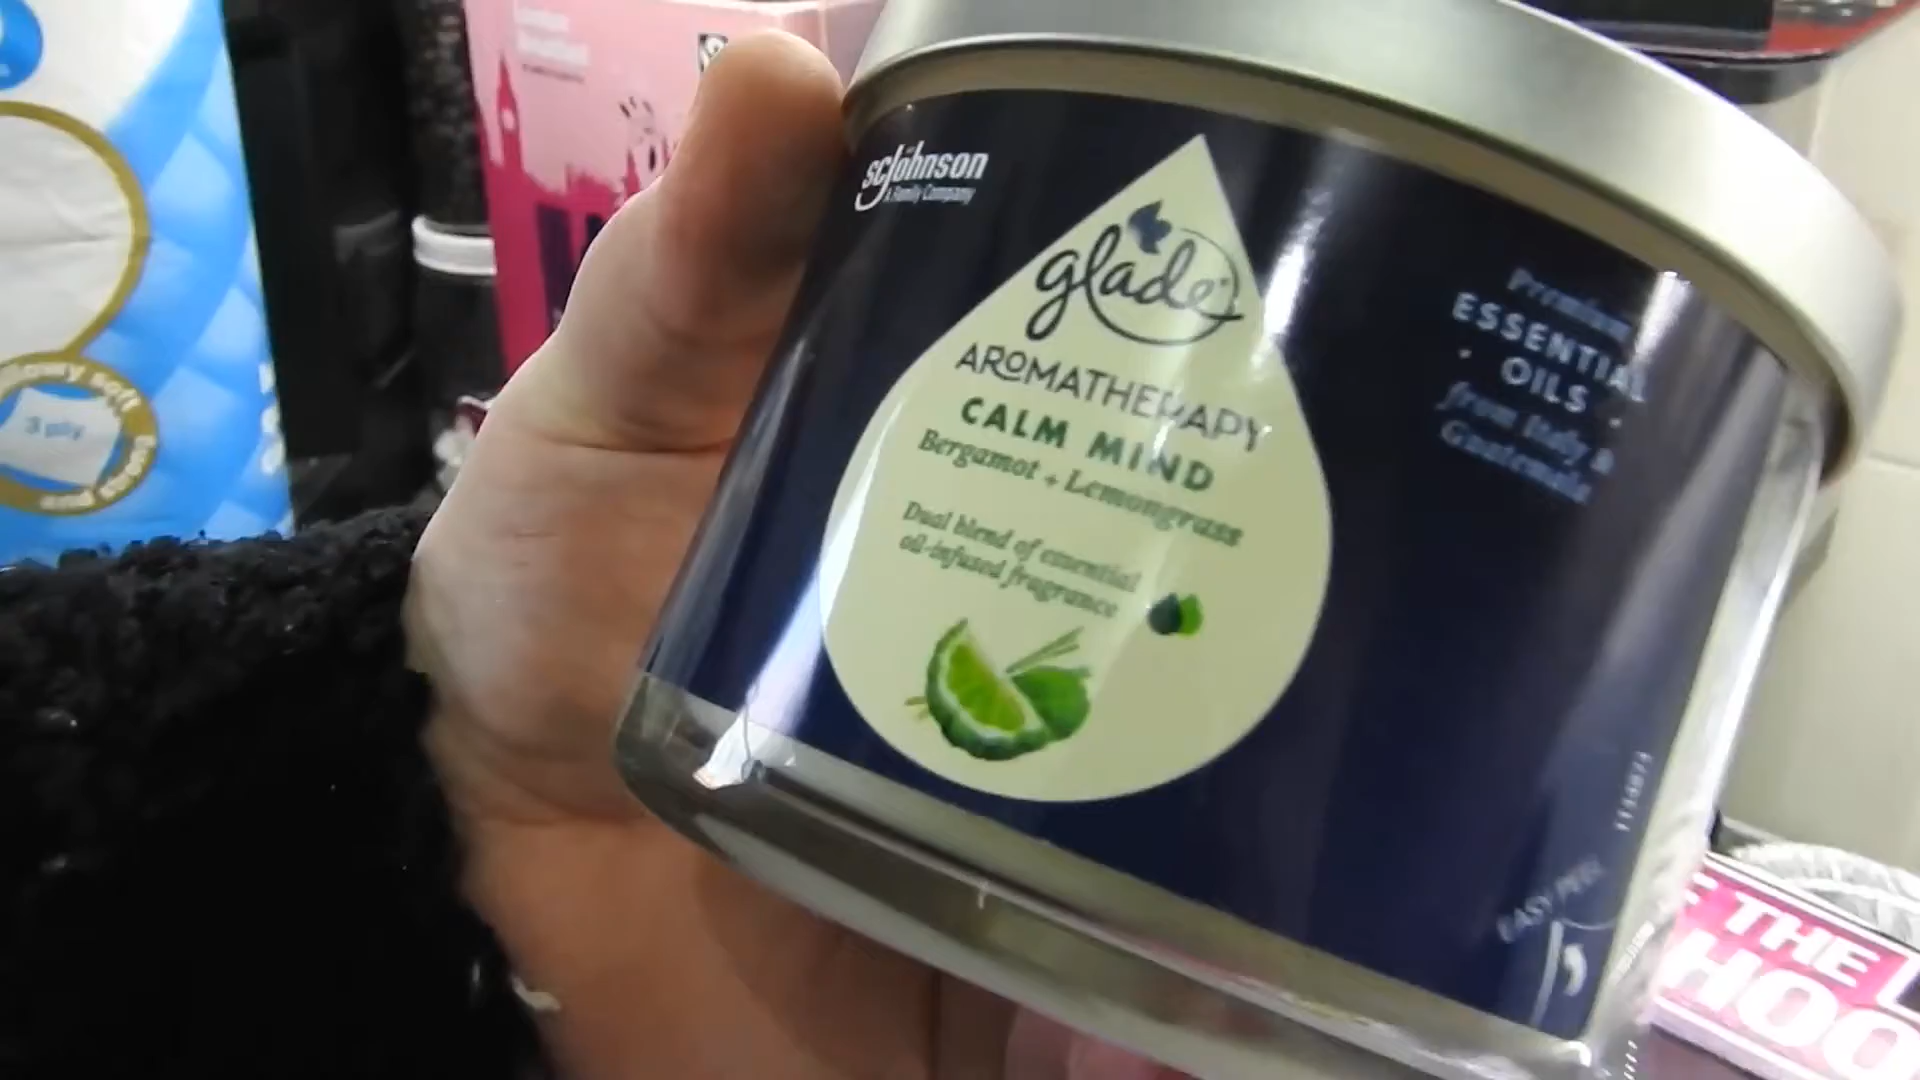 scJohnson
A Family Company
glade
AROMATHERAPY
CALM MIND
Bergamot + Lemongrass
Dual blend of essential
oil-infused fragrance
Premium
ESSENTIAL
OILS
from Italy &
Guatemala
EASY PEEL
3 ply
THE
HOO